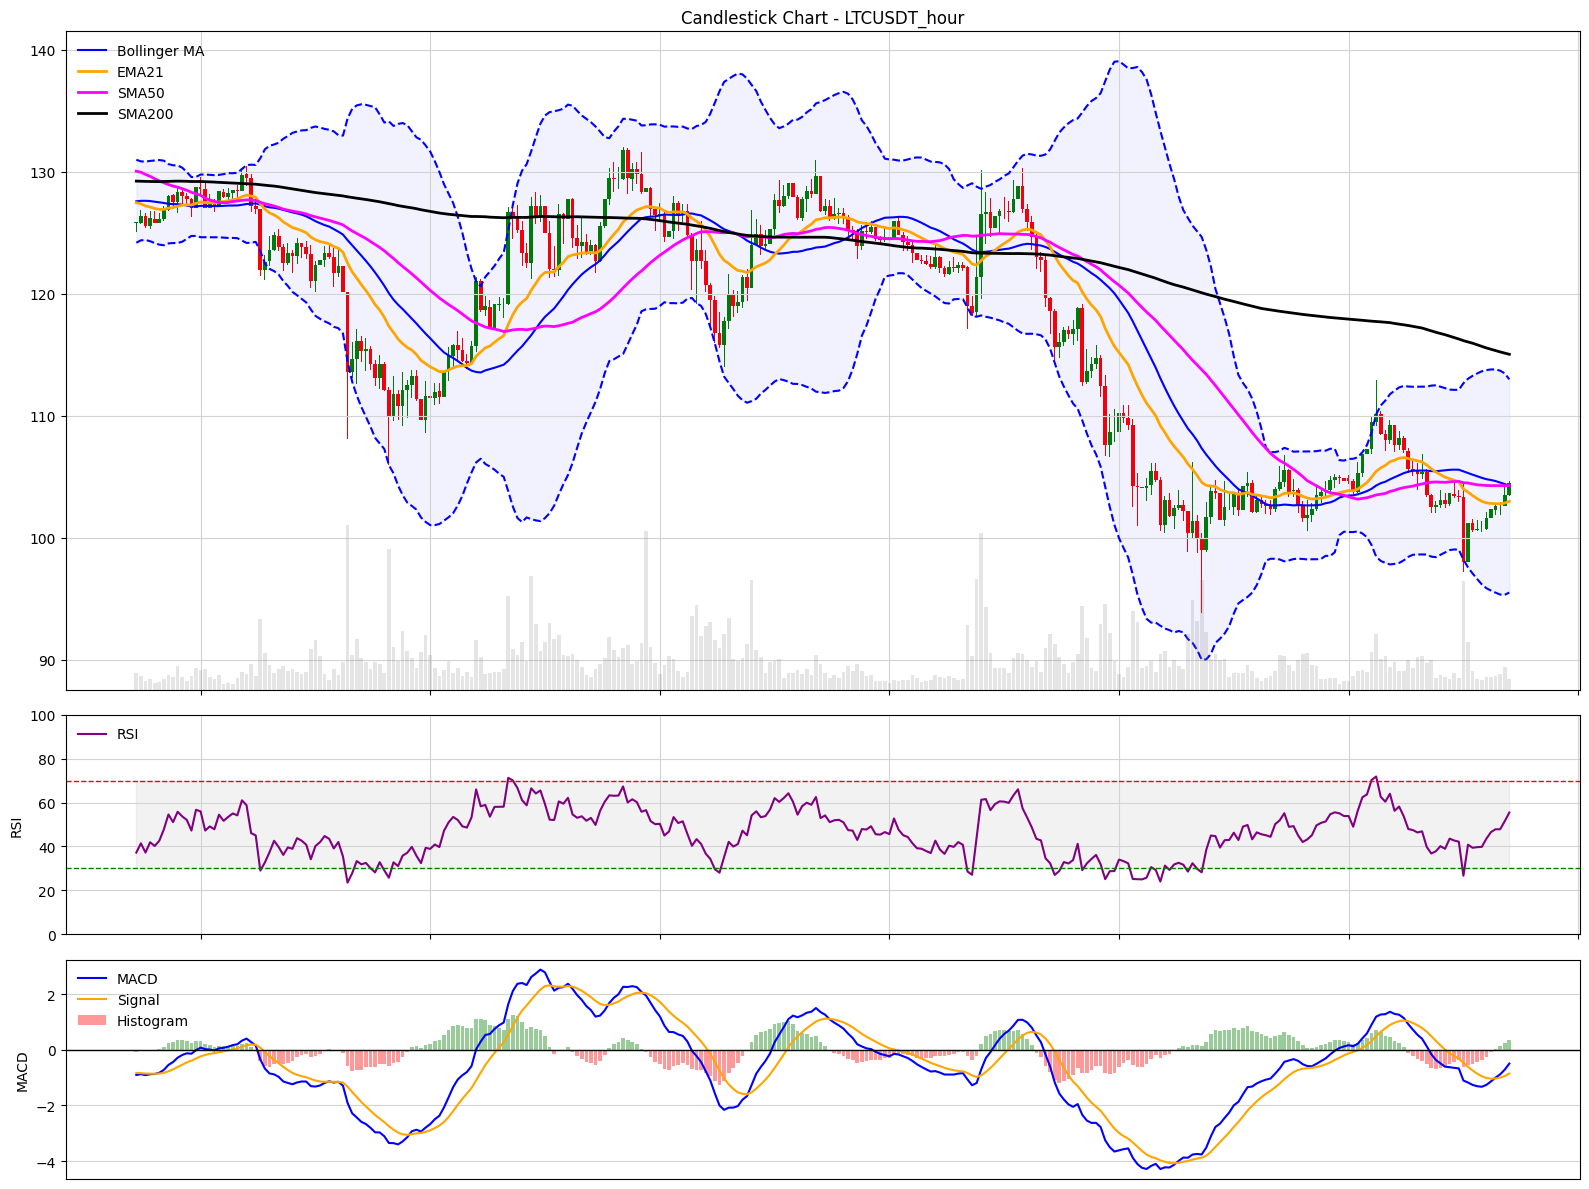 Candlestick Chart - LTCUSDT_hour
Bollinger MA
EMA21
SMA50
SMA200
140
130
120
110
100
90
RSI
RSI
100
80
60
40
20
0
MACD
Signal
Histogram
MACD
2
0
−2
−4